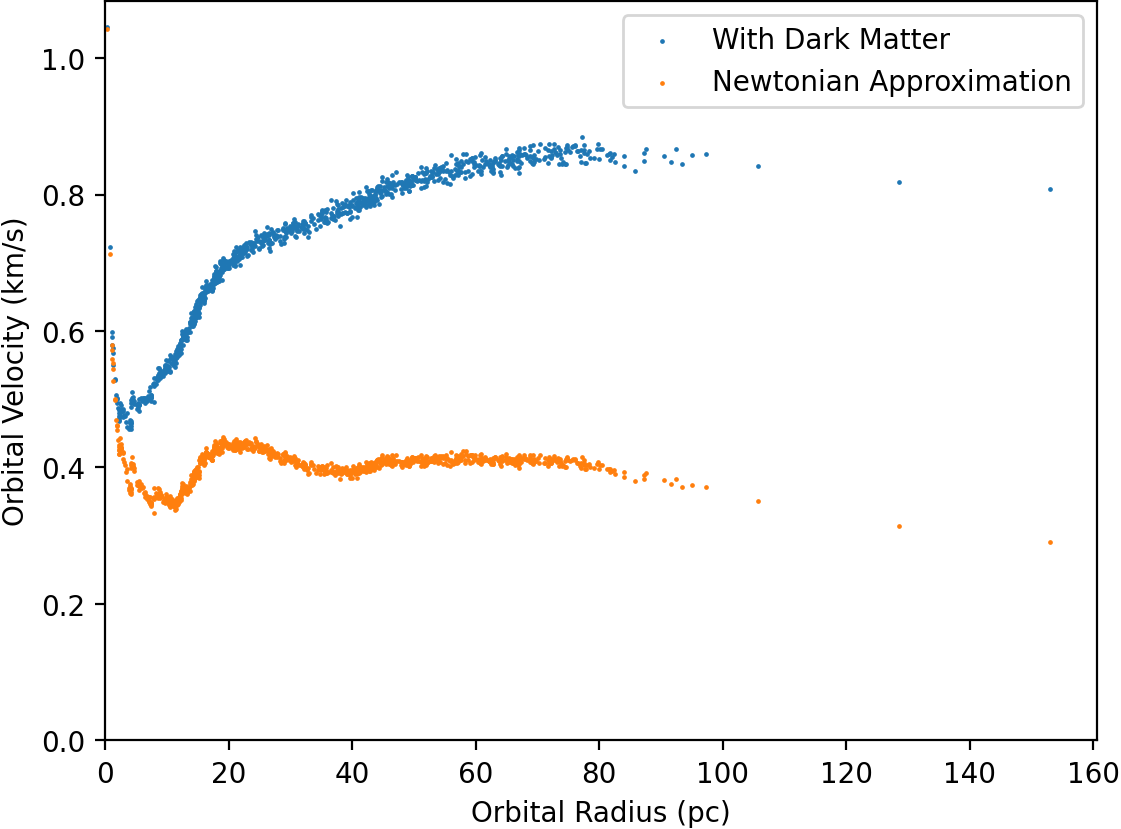 With Dark Matter
Newtonian Approximation
Orbital Velocity (km/s)
1.0
0.8
0.6
0.4
0.2
0.0
0 20 40 60 80 100 120 140 160
Orbital Radius (pc)